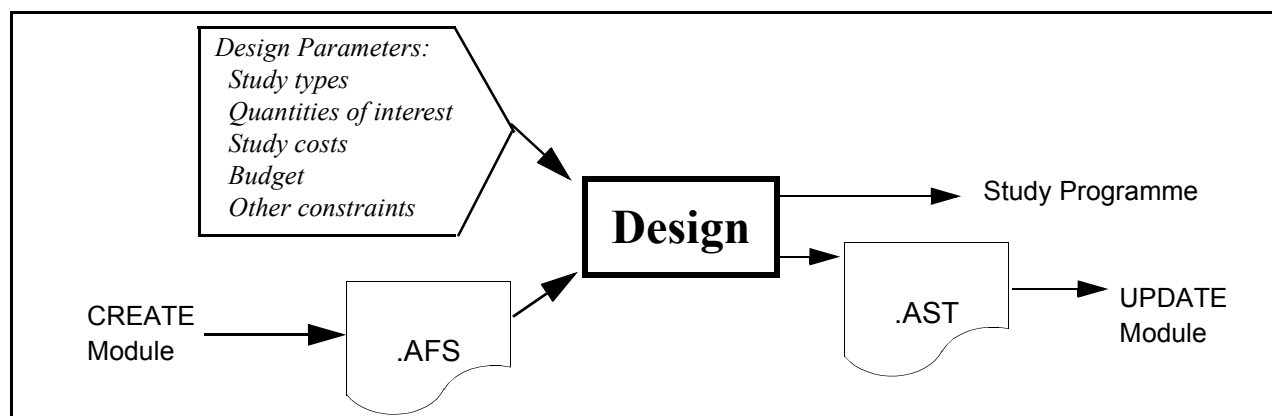 Design Parameters:
Study types
Quantities of interest
Study costs
Budget
Other constraints
Design
Study Programme
CREATE
Module
.AFS
.AST
UPDATE
Module